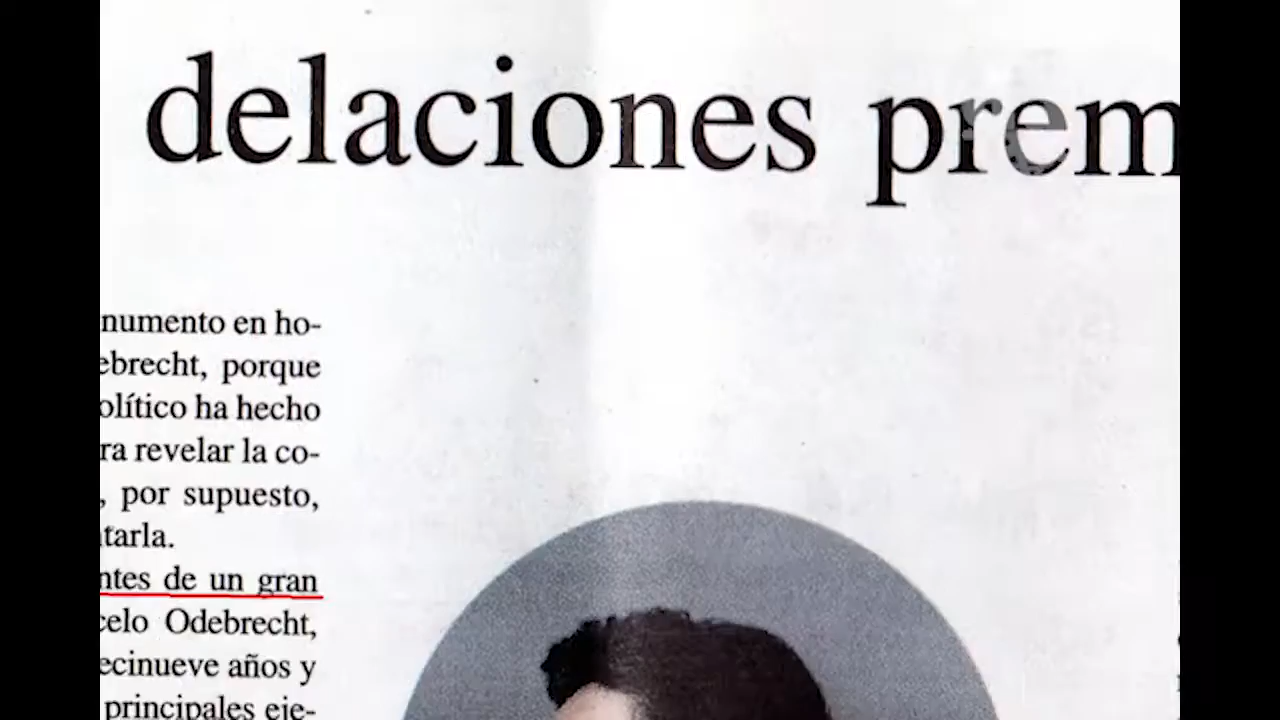 delaciones prem
numento en ho-
ebrecht, porque
olítico ha hecho
ra revelar la co-
, por supuesto,
tarla.
ntes de un gran
celo Odebrecht,
ecinueve años y
principales eje-